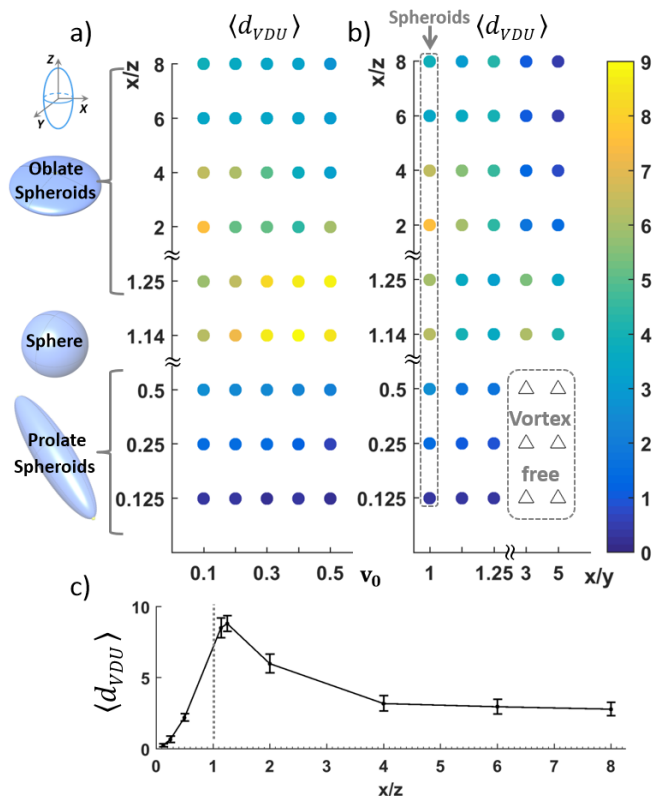 a)
⟨d_VDU⟩
b)
Spheroids
⟨d_VDU⟩
x/z
8
6
4
2
1.25
1.14
0.5
0.25
0.125
0.1
0.3
0.5
v₀
Z
X
Y
Oblate
Spheroids
Sphere
Prolate
Spheroids
x/z
8
6
4
2
1.25
1.14
0.5
0.25
0.125
Vortex
free
1
1.25
3
5
x/y
9
8
7
6
5
4
3
2
1
0
c)
⟨d_VDU⟩
10
5
0
0
1
2
3
4
5
6
7
8
x/z